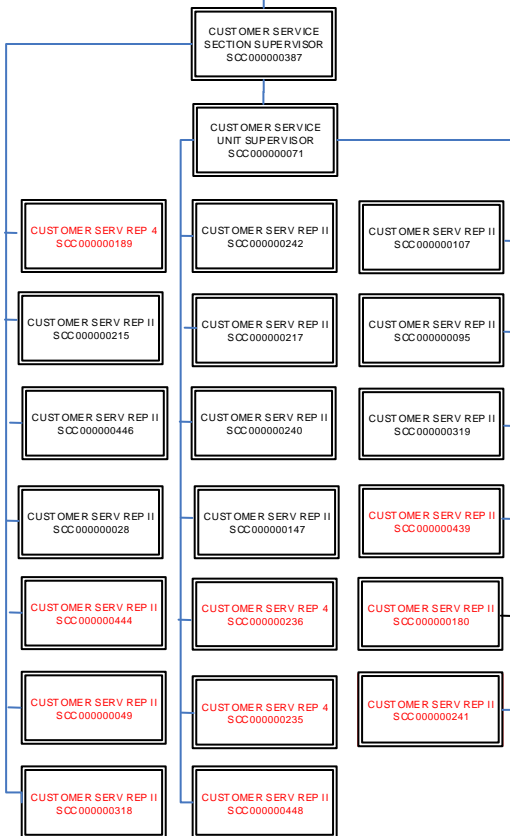 CUSTOMER SERVICE
SECTION SUPERVISOR
SCC000000387
CUSTOMER SERVICE
UNIT SUPERVISOR
SCC000000071
CUSTOMER SERV REP 4
SCC000000189
CUSTOMER SERV REP II
SCC000000242
CUSTOMER SERV REP II
SCC000000107
CUSTOMER SERV REP II
SCC000000215
CUSTOMER SERV REP II
SCC000000217
CUSTOMER SERV REP II
SCC000000095
CUSTOMER SERV REP II
SCC000000446
CUSTOMER SERV REP II
SCC000000240
CUSTOMER SERV REP II
SCC000000319
CUSTOMER SERV REP II
SCC000000028
CUSTOMER SERV REP II
SCC000000147
CUSTOMER SERV REP II
SCC000000439
CUSTOMER SERV REP II
SCC000000444
CUSTOMER SERV REP 4
SCC000000236
CUSTOMER SERV REP II
SCC000000180
CUSTOMER SERV REP II
SCC000000049
CUSTOMER SERV REP 4
SCC000000235
CUSTOMER SERV REP II
SCC000000241
CUSTOMER SERV REP II
SCC000000318
CUSTOMER SERV REP II
SCC000000448